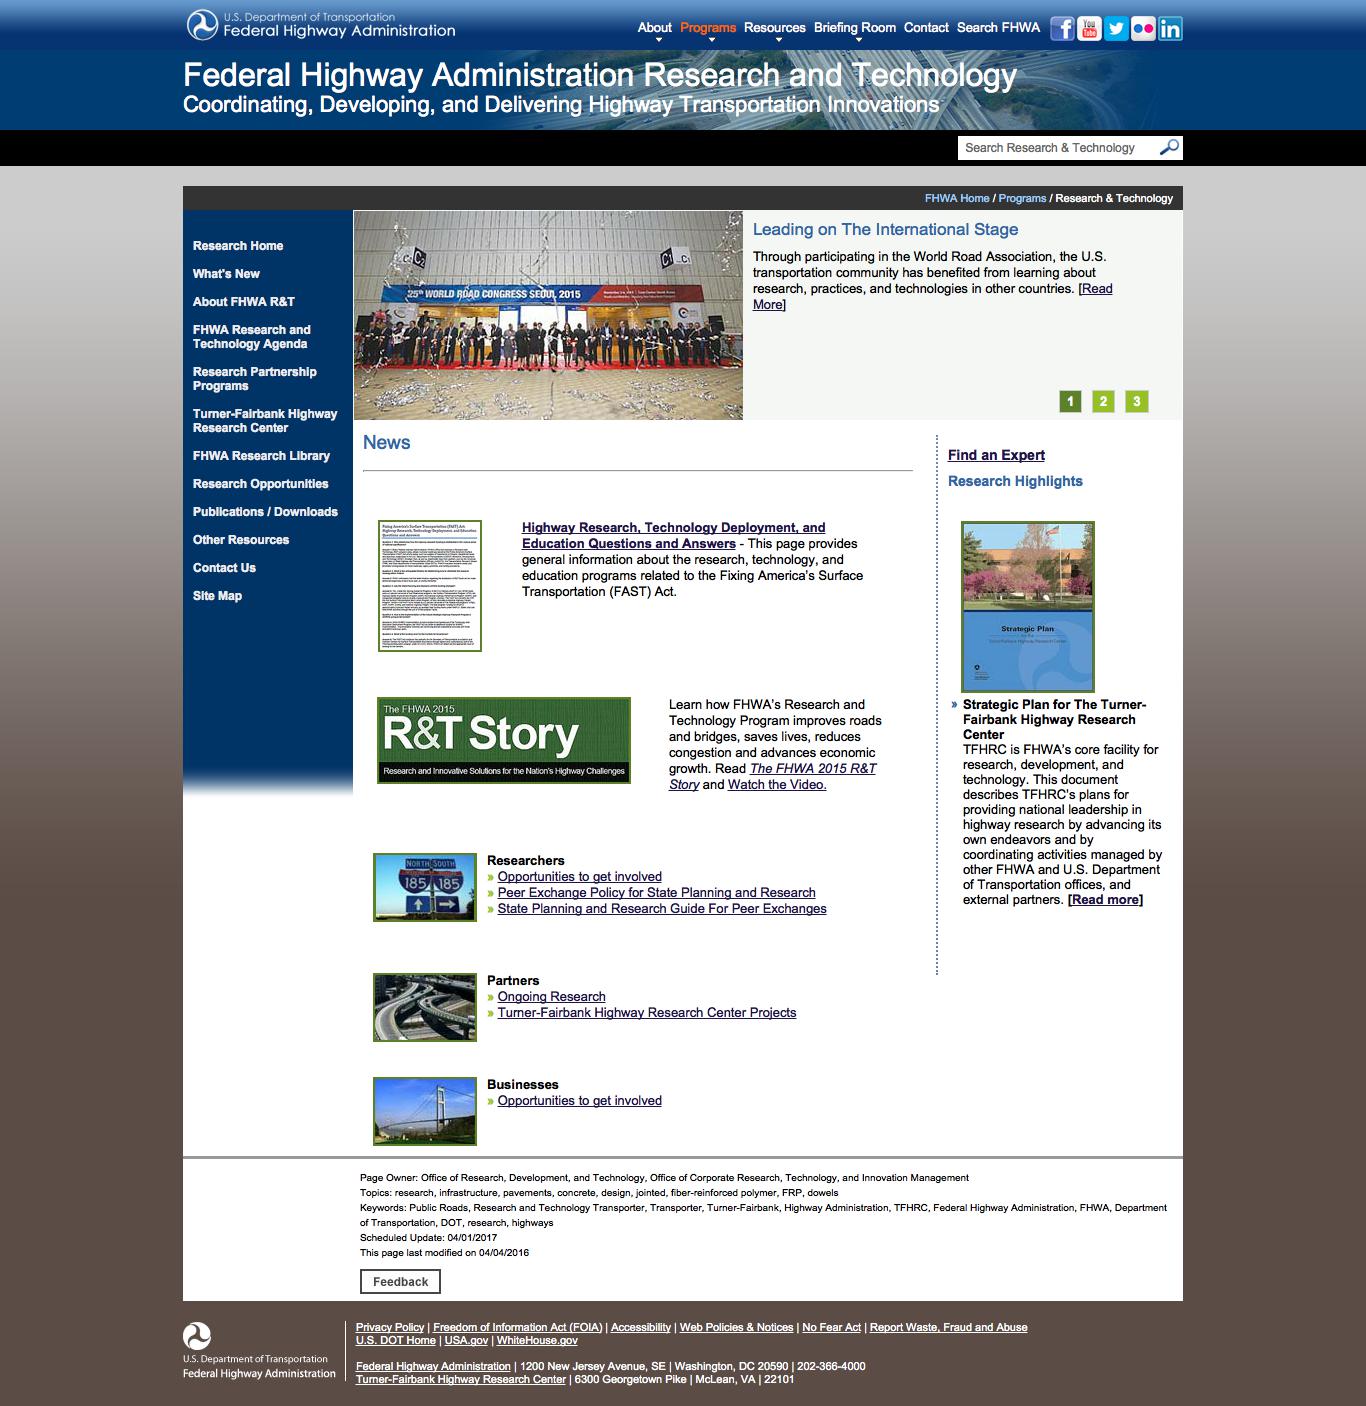 U.S. Department of Transportation
Federal Highway Administration
About Programs Resources Briefing Room Contact Search FHWA
Federal Highway Administration Research and Technology
Coordinating, Developing, and Delivering Highway Transportation Innovations
Search Research & Technology
FHWA Home / Programs / Research & Technology
Research Home
What's New
About FHWA R&T
FHWA Research and
Technology Agenda
Research Partnership
Programs
Turner-Fairbank Highway
Research Center
FHWA Research Library
Research Opportunities
Publications / Downloads
Other Resources
Contact Us
Site Map
25th WORLD ROAD CONGRESS SEOUL 2015
Leading on The International Stage
Through participating in the World Road Association, the U.S.
transportation community has benefited from learning about
research, practices, and technologies in other countries. [Read
More]
1 2 3
News
Highway Research, Technology Deployment, and
Education Questions and Answers - This page provides
general information about the research, technology, and
education programs related to the Fixing America's Surface
Transportation (FAST) Act.
The FHWA 2015
R&T Story
Research and Innovative Solutions for the Nation's Highway Challenges
Learn how FHWA's Research and
Technology Program improves roads
and bridges, saves lives, reduces
congestion and advances economic
growth. Read The FHWA 2015 R&T
Story and Watch the Video.
NORTH SOUTH
185 185
Researchers
» Opportunities to get involved
» Peer Exchange Policy for State Planning and Research
» State Planning and Research Guide For Peer Exchanges
Partners
» Ongoing Research
» Turner-Fairbank Highway Research Center Projects
Businesses
» Opportunities to get involved
Find an Expert
Research Highlights
Strategic Plan
» Strategic Plan for The Turner-
Fairbank Highway Research
Center
TFHRC is FHWA's core facility for
research, development, and
technology. This document
describes TFHRC's plans for
providing national leadership in
highway research by advancing its
own endeavors and by
coordinating activities managed by
other FHWA and U.S. Department
of Transportation offices, and
external partners. [Read more]
Page Owner: Office of Research, Development, and Technology, Office of Corporate Research, Technology, and Innovation Management
Topics: research, infrastructure, pavements, concrete, design, jointed, fiber-reinforced polymer, FRP, dowels
Keywords: Public Roads, Research and Technology Transporter, Transporter, Turner-Fairbank, Highway Administration, TFHRC, Federal Highway Administration, FHWA, Department
of Transportation, DOT, research, highways
Scheduled Update: 04/01/2017
This page last modified on 04/04/2016
Feedback
U.S. Department of Transportation
Federal Highway Administration
Privacy Policy | Freedom of Information Act (FOIA) | Accessibility | Web Policies & Notices | No Fear Act | Report Waste, Fraud and Abuse
U.S. DOT Home | USA.gov | WhiteHouse.gov
Federal Highway Administration | 1200 New Jersey Avenue, SE | Washington, DC 20590 | 202-366-4000
Turner-Fairbank Highway Research Center | 6300 Georgetown Pike | McLean, VA | 22101